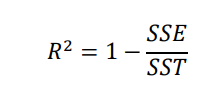 R² = 1 − SSE/SST